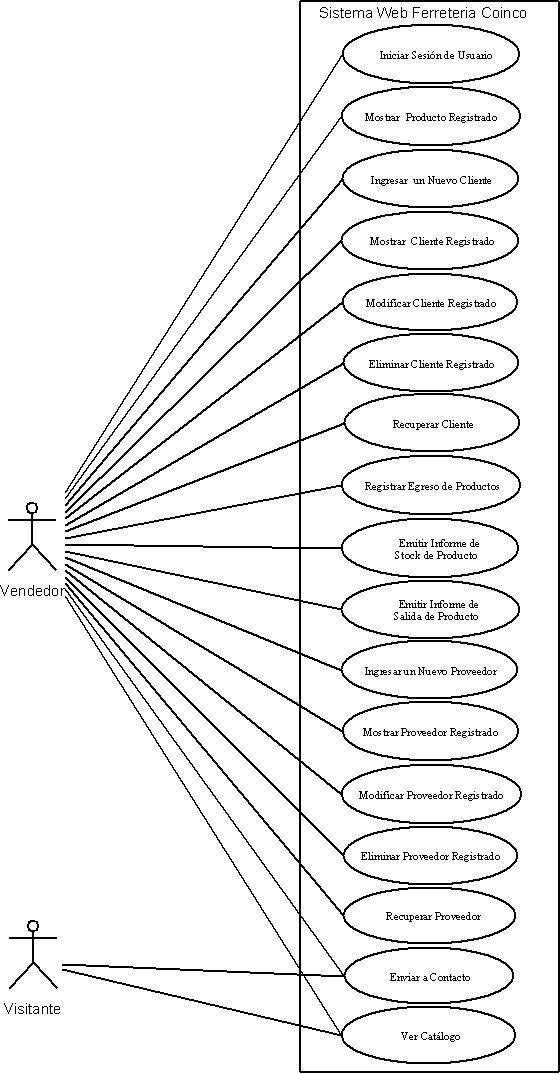 Sistema Web Ferreteria Coinco
Iniciar Sesión de Usuario
Mostrar Producto Registrado
Ingresar un Nuevo Cliente
Mostrar Cliente Registrado
Modificar Cliente Registrado
Eliminar Cliente Registrado
Recuperar Cliente
Registrar Egreso de Productos
Emitir Informe de
Stock de Producto
Vendedor
Emitir Informe de
Salida de Producto
Ingresar un Nuevo Proveedor
Mostrar Proveedor Registrado
Modificar Proveedor Registrado
Eliminar Proveedor Registrado
Recuperar Proveedor
Enviar a Contacto
Visitante
Ver Catálogo